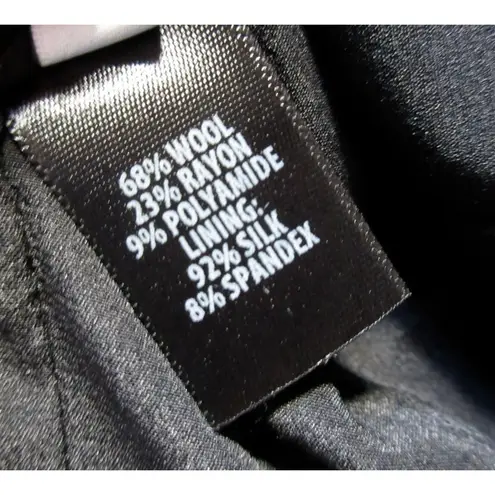 68% WOOL
23% RAYON
9% POLYAMIDE
LINING:
92% SILK
8% SPANDEX